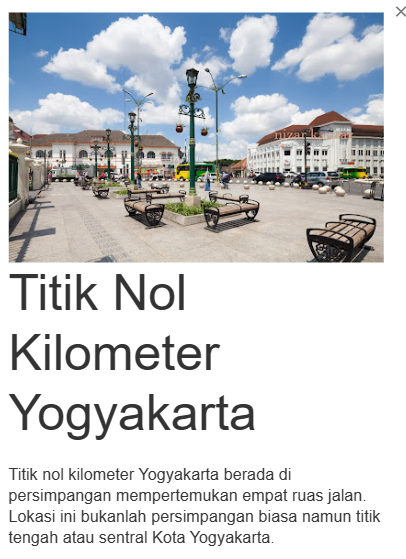 Titik Nol
Kilometer
Yogyakarta
Titik nol kilometer Yogyakarta berada di
persimpangan mempertemukan empat ruas jalan.
Lokasi ini bukanlah persimpangan biasa namun titik
tengah atau sentral Kota Yogyakarta.